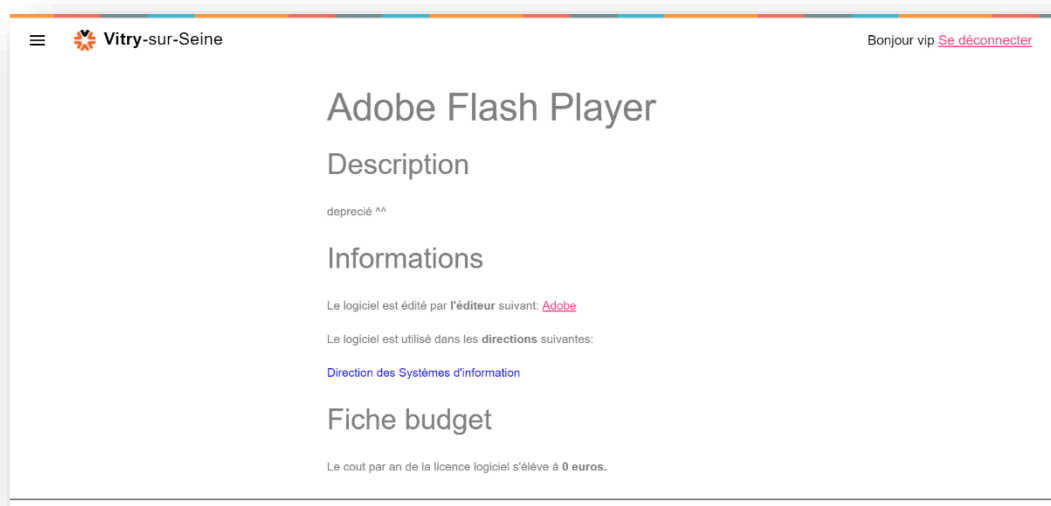 Vitry-sur-Seine
Bonjour vip Se déconnecter
Adobe Flash Player
Description
deprecié ^^
Informations
Le logiciel est édité par l'éditeur suivant: Adobe
Le logiciel est utilisé dans les directions suivantes:
Direction des Systèmes d'information
Fiche budget
Le cout par an de la licence logiciel s'élève à 0 euros.